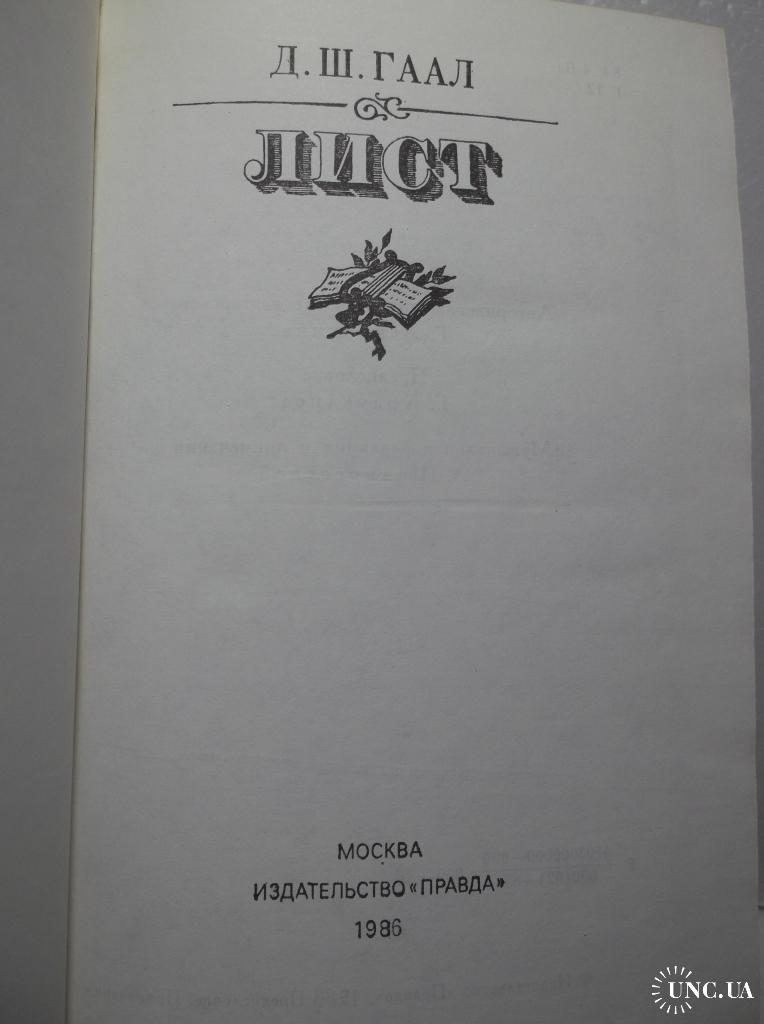 Д. Ш. ГААЛ
ЛИСТ
МОСКВА
ИЗДАТЕЛЬСТВО «ПРАВДА»
1986
UNC.UA